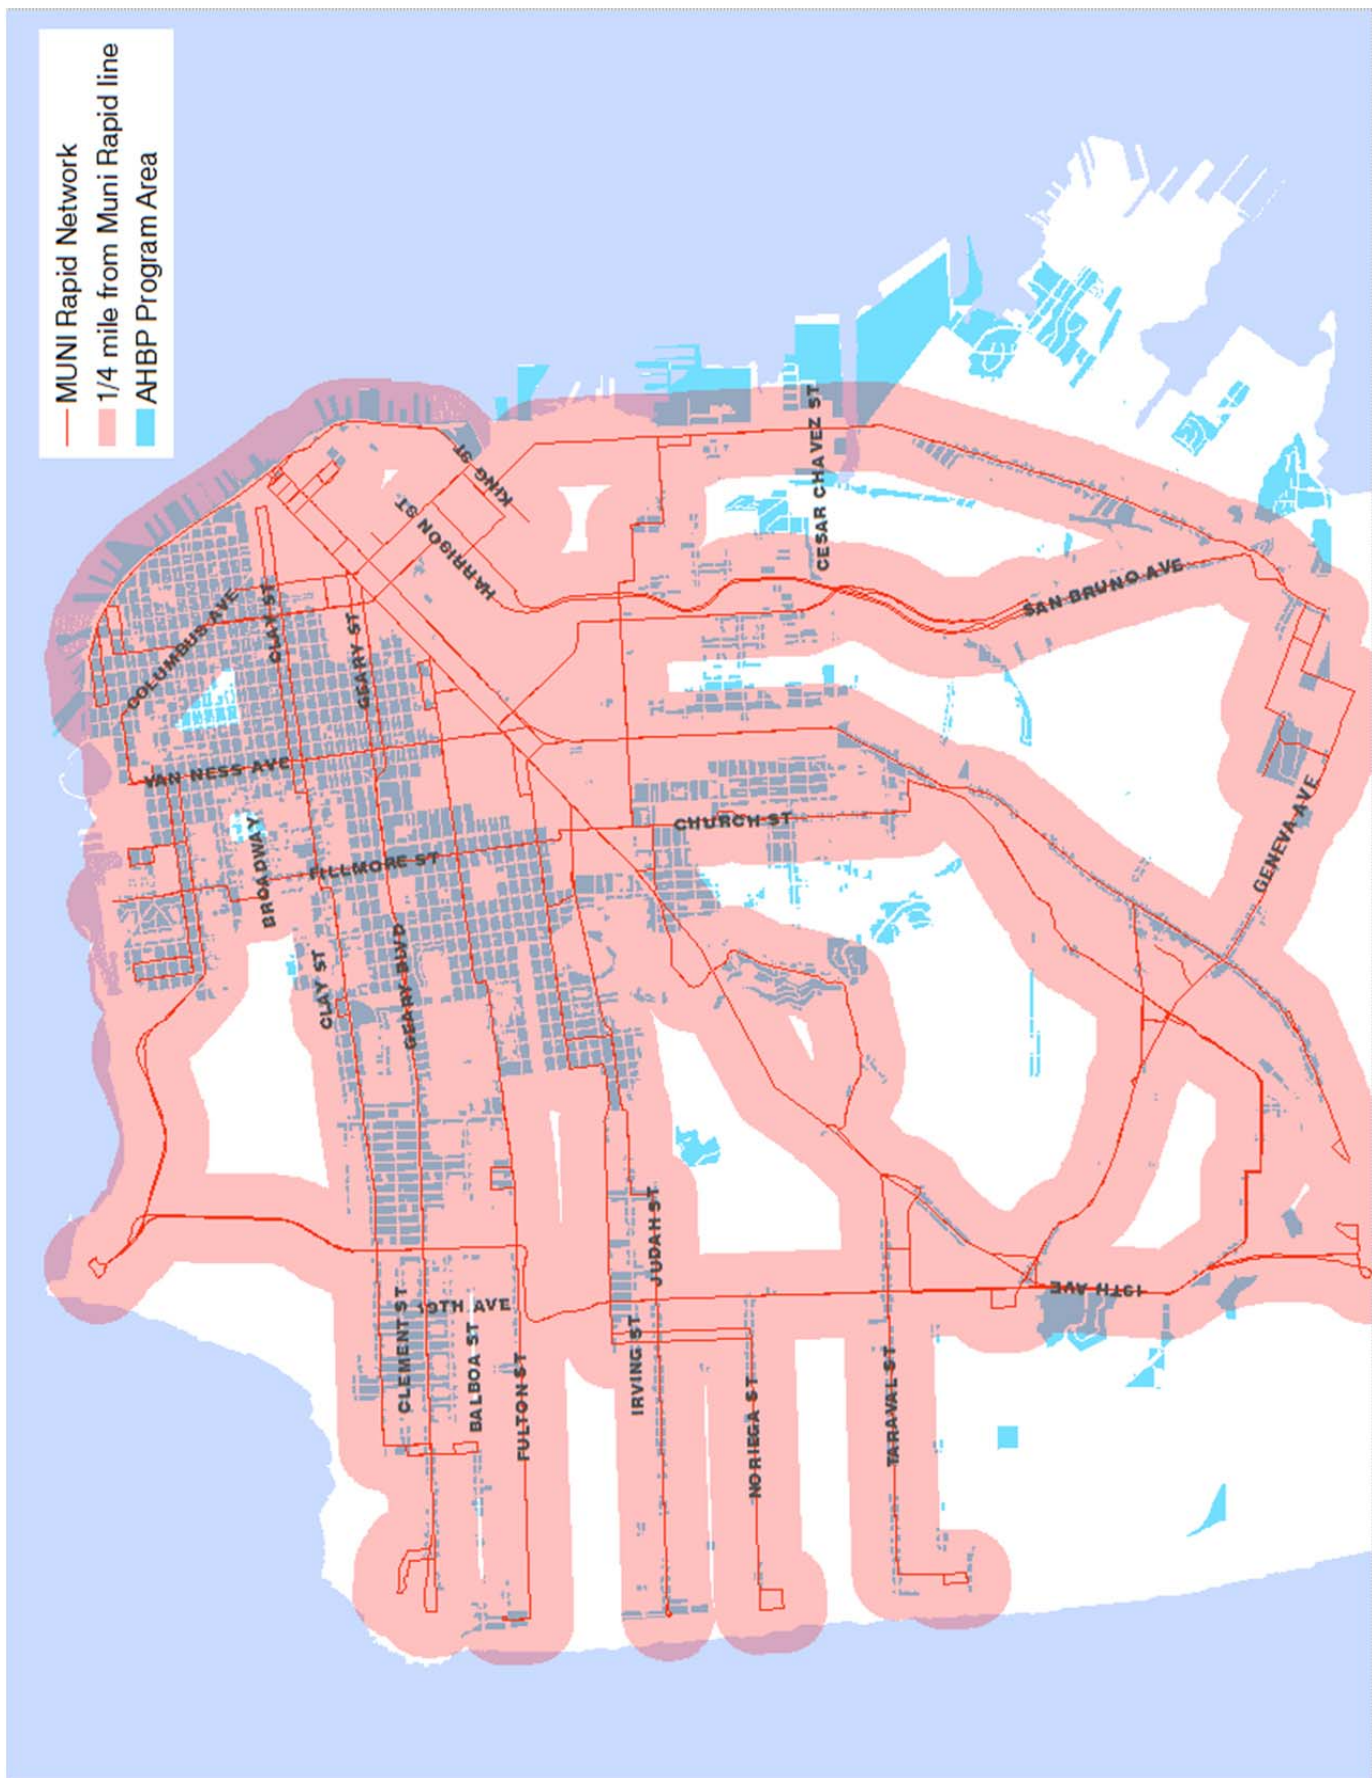 MUNI Rapid Network
1/4 mile from Muni Rapid line
AHBP Program Area
COLUMBUS AVE
CLAY ST
GEARY ST
KING ST
HARRISON ST
CESAR CHAVEZ ST
SAN BRUNO AVE
VAN NESS AVE
BROADWAY
FILLMORE ST
CHURCH ST
GENEVA AVE
CLAY ST
GEARY BLVD
CLEMENT ST
19TH AVE
BALBOA ST
FULTON ST
IRVING ST
JUDAH ST
NORIEGA ST
TARAVAL ST
19TH AVE